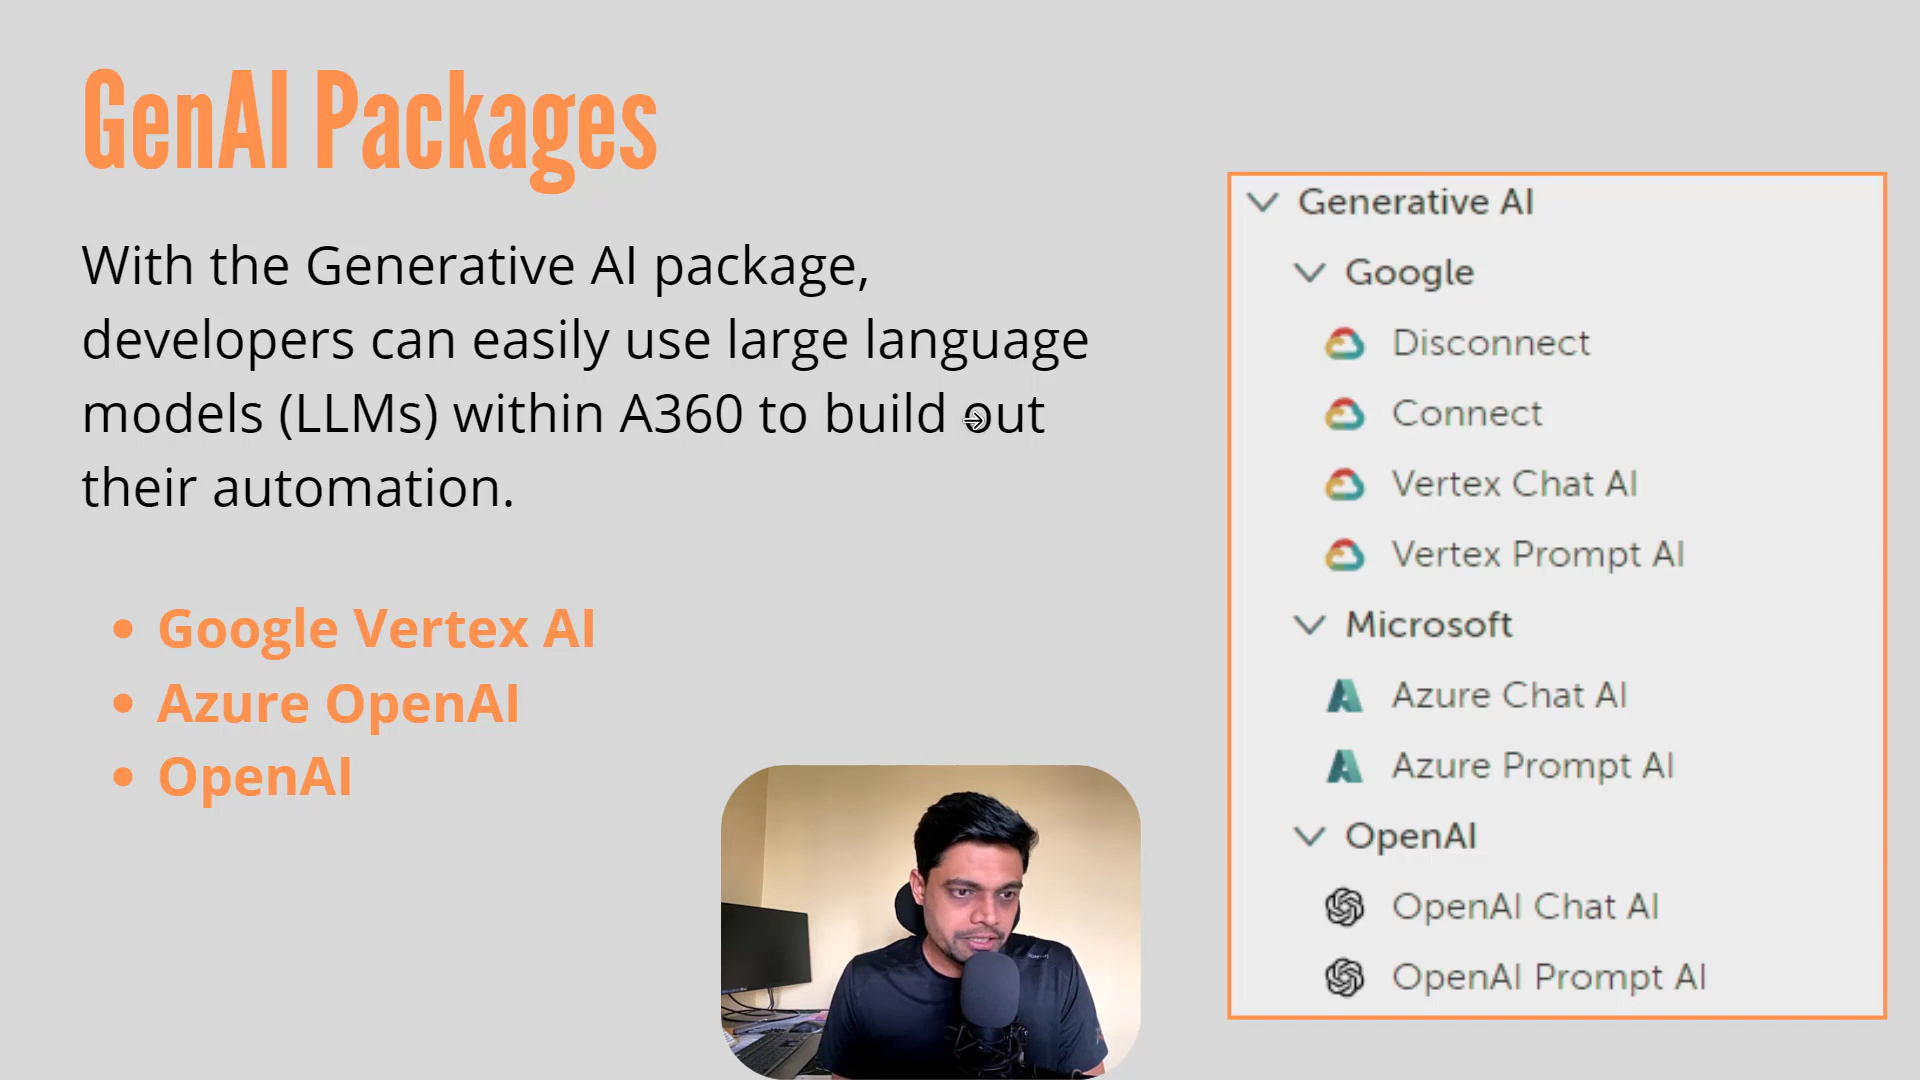 GenAI Packages
With the Generative AI package,
developers can easily use large language
models (LLMs) within A360 to build out
their automation.
• Google Vertex AI
• Azure OpenAI
• OpenAI
Generative AI
Google
Disconnect
Connect
Vertex Chat AI
Vertex Prompt AI
Microsoft
Azure Chat AI
Azure Prompt AI
OpenAI
OpenAI Chat AI
OpenAI Prompt AI